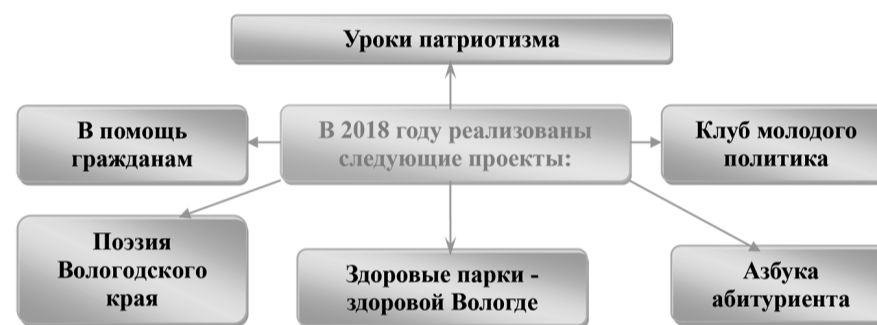 Уроки патриотизма
В помощь
гражданам
В 2018 году реализованы
следующие проекты:
Клуб молодого
политика
Поэзия
Вологодского
края
Здоровые парки -
здоровой Вологде
Азбука
абитуриента